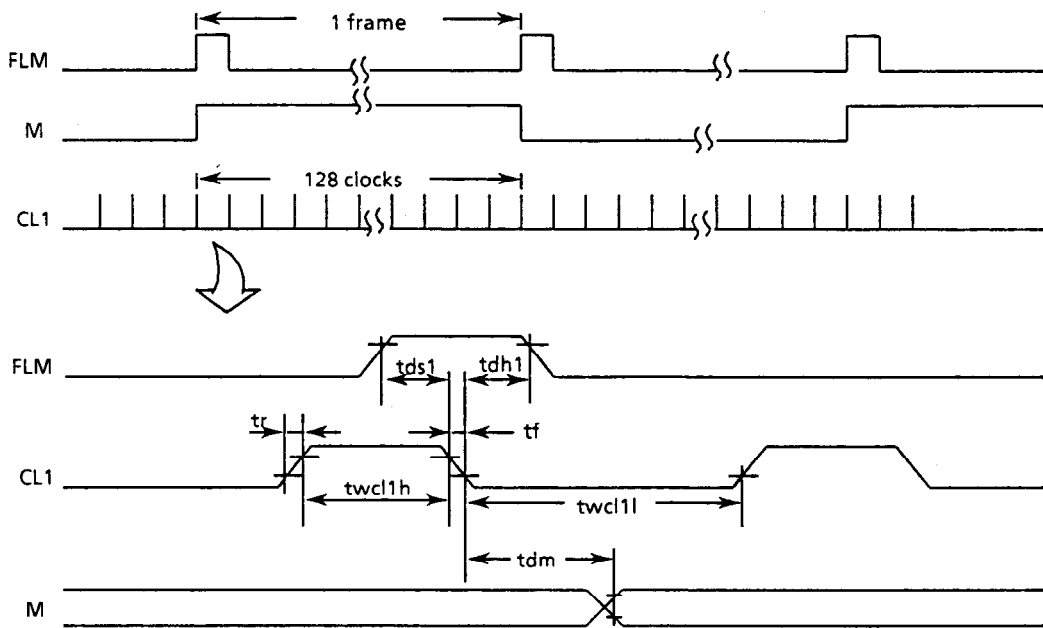 1 frame
FLM
M
128 clocks
CL1
FLM
tds1
tdh1
tr
tf
CL1
twcl1h
twcl1l
tdm
M